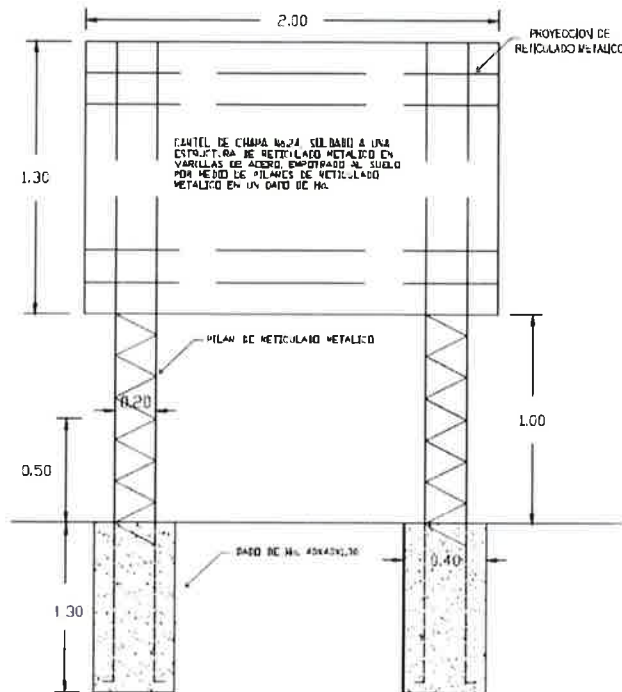 2.00
PROYECCION DE
RETICULADO METALICO
CARTEL DE CHAPA No.24, SOLDADO A UNA
ESTRUCTURA DE RETICULADO METALICO EN
VARILLAS DE ACERO, EMPOTRADO AL SUELO
POR MEDIO DE PILARES DE RETICULADO
METALICO EN UN DADO DE Ho.
1.30
PILAR DE RETICULADO METALICO
0.20
1.00
0.50
DADO DE Ho.
0.40
1.30